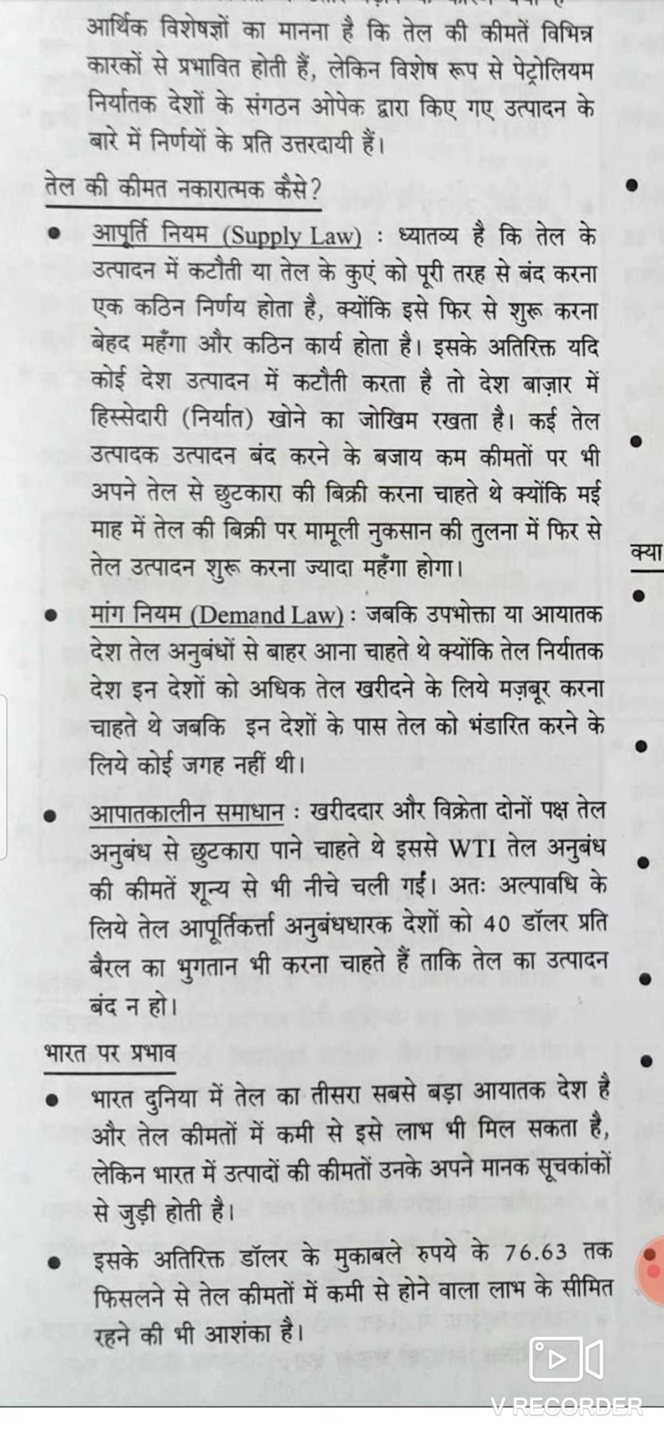 आर्थिक विशेषज्ञों का मानना है कि तेल की कीमतें विभिन्न
कारकों से प्रभावित होती हैं, लेकिन विशेष रूप से पेट्रोलियम
निर्यातक देशों के संगठन ओपेक द्वारा किए गए उत्पादन के
बारे में निर्णयों के प्रति उत्तरदायी हैं।
तेल की कीमत नकारात्मक कैसे?
• आपूर्ति नियम (Supply Law) : ध्यातव्य है कि तेल के
उत्पादन में कटौती या तेल के कुएं को पूरी तरह से बंद करना
एक कठिन निर्णय होता है, क्योंकि इसे फिर से शुरू करना
बेहद महँगा और कठिन कार्य होता है। इसके अतिरिक्त यदि
कोई देश उत्पादन में कटौती करता है तो देश बाज़ार में
हिस्सेदारी (निर्यात) खोने का जोखिम रखता है। कई तेल
उत्पादक उत्पादन बंद करने के बजाय कम कीमतों पर भी
अपने तेल से छुटकारा की बिक्री करना चाहते थे क्योंकि मई
माह में तेल की बिक्री पर मामूली नुकसान की तुलना में फिर से
तेल उत्पादन शुरू करना ज्यादा महँगा होगा।
• मांग नियम (Demand Law) : जबकि उपभोक्ता या आयातक
देश तेल अनुबंधों से बाहर आना चाहते थे क्योंकि तेल निर्यातक
देश इन देशों को अधिक तेल खरीदने के लिये मज़बूर करना
चाहते थे जबकि इन देशों के पास तेल को भंडारित करने के
लिये कोई जगह नहीं थी।
• आपातकालीन समाधान : खरीददार और विक्रेता दोनों पक्ष तेल
अनुबंध से छुटकारा पाने चाहते थे इससे WTI तेल अनुबंध
की कीमतें शून्य से भी नीचे चली गईं। अतः अल्पावधि के
लिये तेल आपूर्तिकर्त्ता अनुबंधधारक देशों को 40 डॉलर प्रति
बैरल का भुगतान भी करना चाहते हैं ताकि तेल का उत्पादन
बंद न हो।
भारत पर प्रभाव
• भारत दुनिया में तेल का तीसरा सबसे बड़ा आयातक देश है
और तेल कीमतों में कमी से इसे लाभ भी मिल सकता है,
लेकिन भारत में उत्पादों की कीमतों उनके अपने मानक सूचकांकों
से जुड़ी होती है।
• इसके अतिरिक्त डॉलर के मुकाबले रुपये के 76.63 तक
फिसलने से तेल कीमतों में कमी से होने वाला लाभ के सीमित
रहने की भी आशंका है।
क्या
V RECORDER